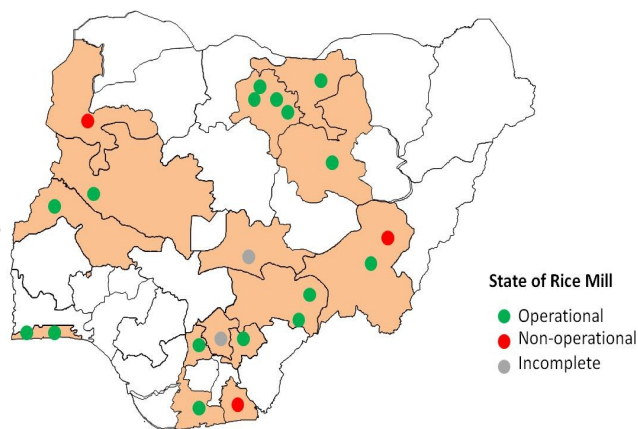 State of Rice Mill
Operational
Non-operational
Incomplete